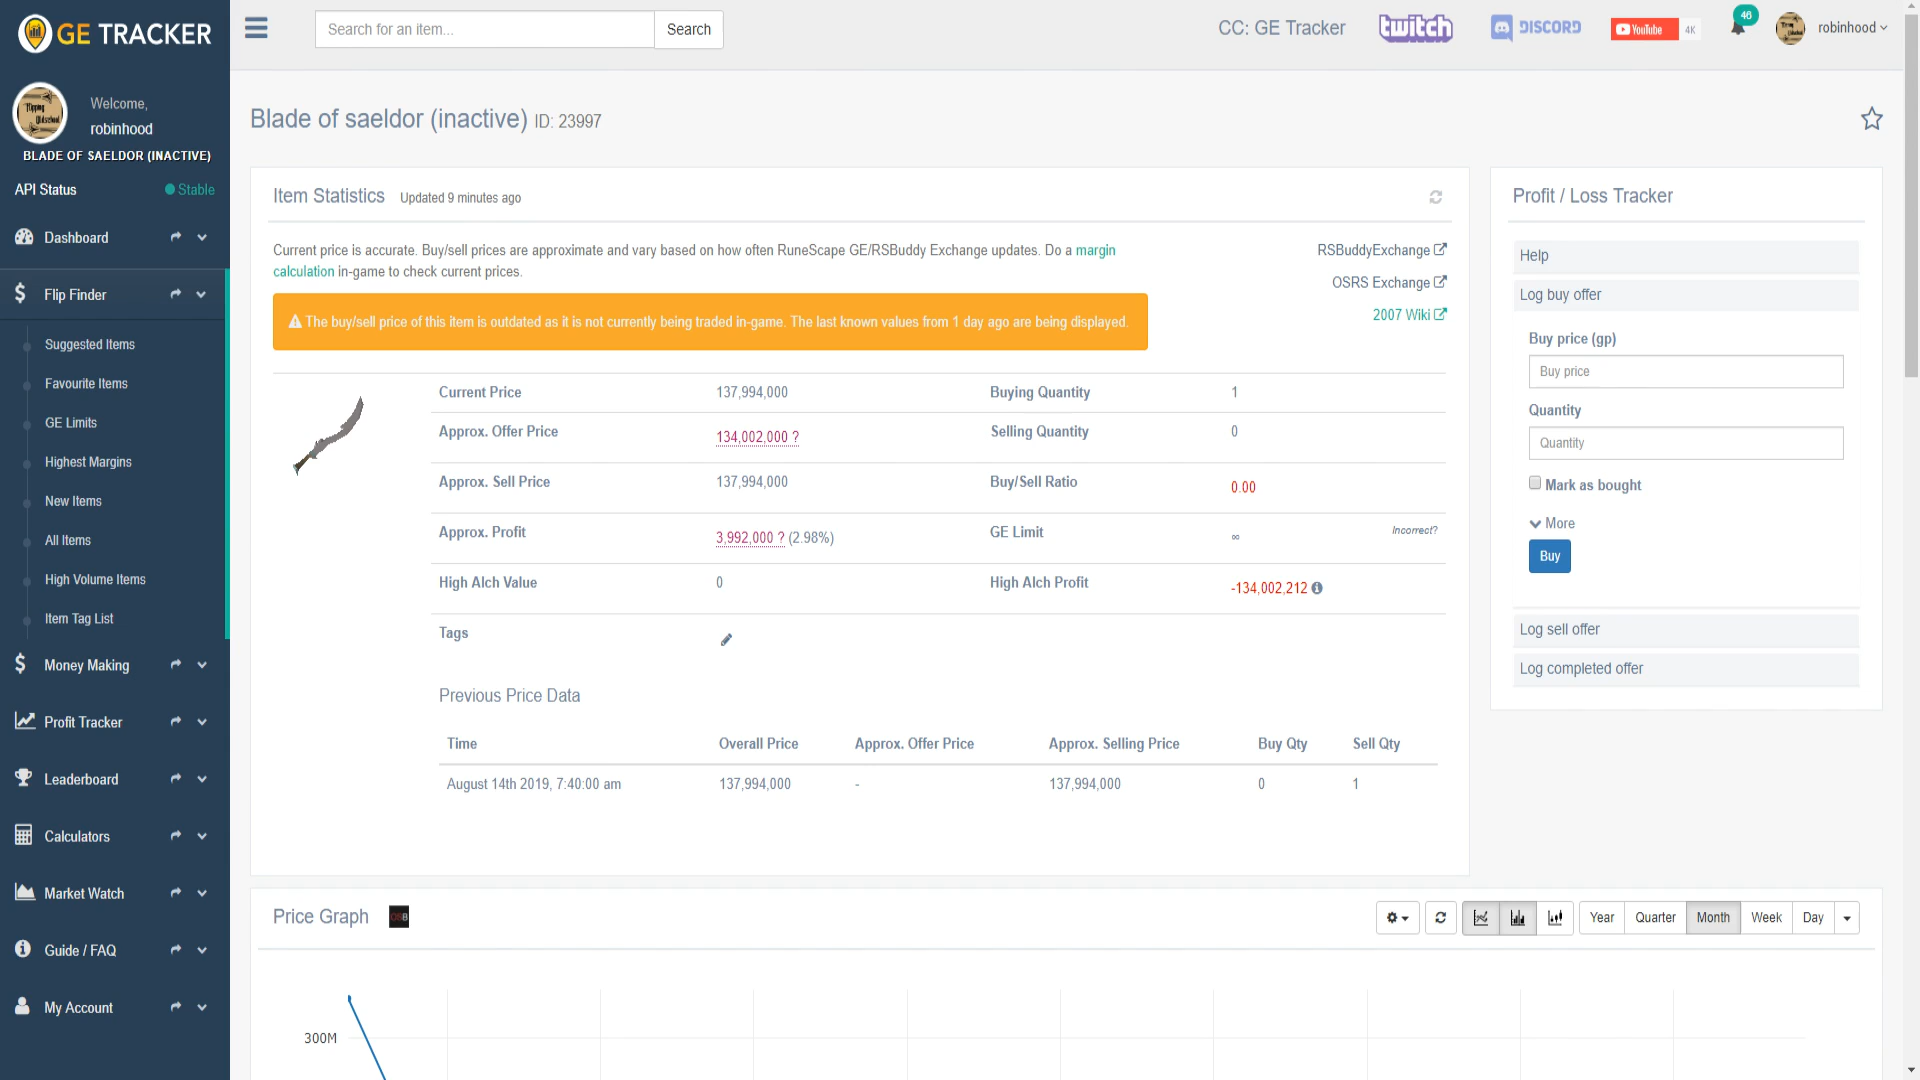 GE TRACKER
Search for an item...
Search
CC: GE Tracker
twitch
DISCORD
YouTube 4K
46
robinhood
Welcome,
robinhood
BLADE OF SAELDOR (INACTIVE)
API Status
Stable
Dashboard
Flip Finder
Suggested Items
Favourite Items
GE Limits
Highest Margins
New Items
All Items
High Volume Items
Item Tag List
Money Making
Profit Tracker
Leaderboard
Calculators
Market Watch
Guide / FAQ
My Account
Blade of saeldor (inactive) ID: 23997
Item Statistics Updated 9 minutes ago
Current price is accurate. Buy/sell prices are approximate and vary based on how often RuneScape GE/RSBuddy Exchange updates. Do a margin
calculation in-game to check current prices.
RSBuddyExchange
OSRS Exchange
2007 Wiki
The buy/sell price of this item is outdated as it is not currently being traded in-game. The last known values from 1 day ago are being displayed.
Current Price 137,994,000 Buying Quantity 1
Approx. Offer Price 134,002,000 ? Selling Quantity 0
Approx. Sell Price 137,994,000 Buy/Sell Ratio 0.00
Approx. Profit 3,992,000 ? (2.98%) GE Limit ∞ Incorrect?
High Alch Value 0 High Alch Profit -134,002,212
Tags
Previous Price Data
Time Overall Price Approx. Offer Price Approx. Selling Price Buy Qty Sell Qty
August 14th 2019, 7:40:00 am 137,994,000 - 137,994,000 0 1
Profit / Loss Tracker
Help
Log buy offer
Buy price (gp)
Buy price
Quantity
Quantity
Mark as bought
More
Buy
Log sell offer
Log completed offer
Price Graph OSB
Year Quarter Month Week Day
300M